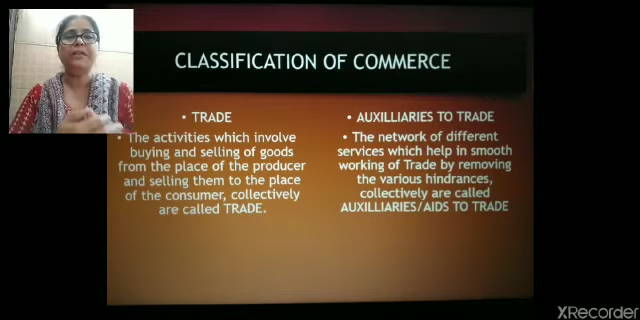 CLASSIFICATION OF COMMERCE
• TRADE
• The activities which involve
buying and selling of goods
from the place of the producer
and selling them to the place
of the consumer, collectively
are called TRADE.
• AUXILLIARIES TO TRADE
• The network of different
services which help in smooth
working of Trade by removing
the various hindrances,
collectively are called
AUXILLIARIES/AIDS TO TRADE
XRecorder